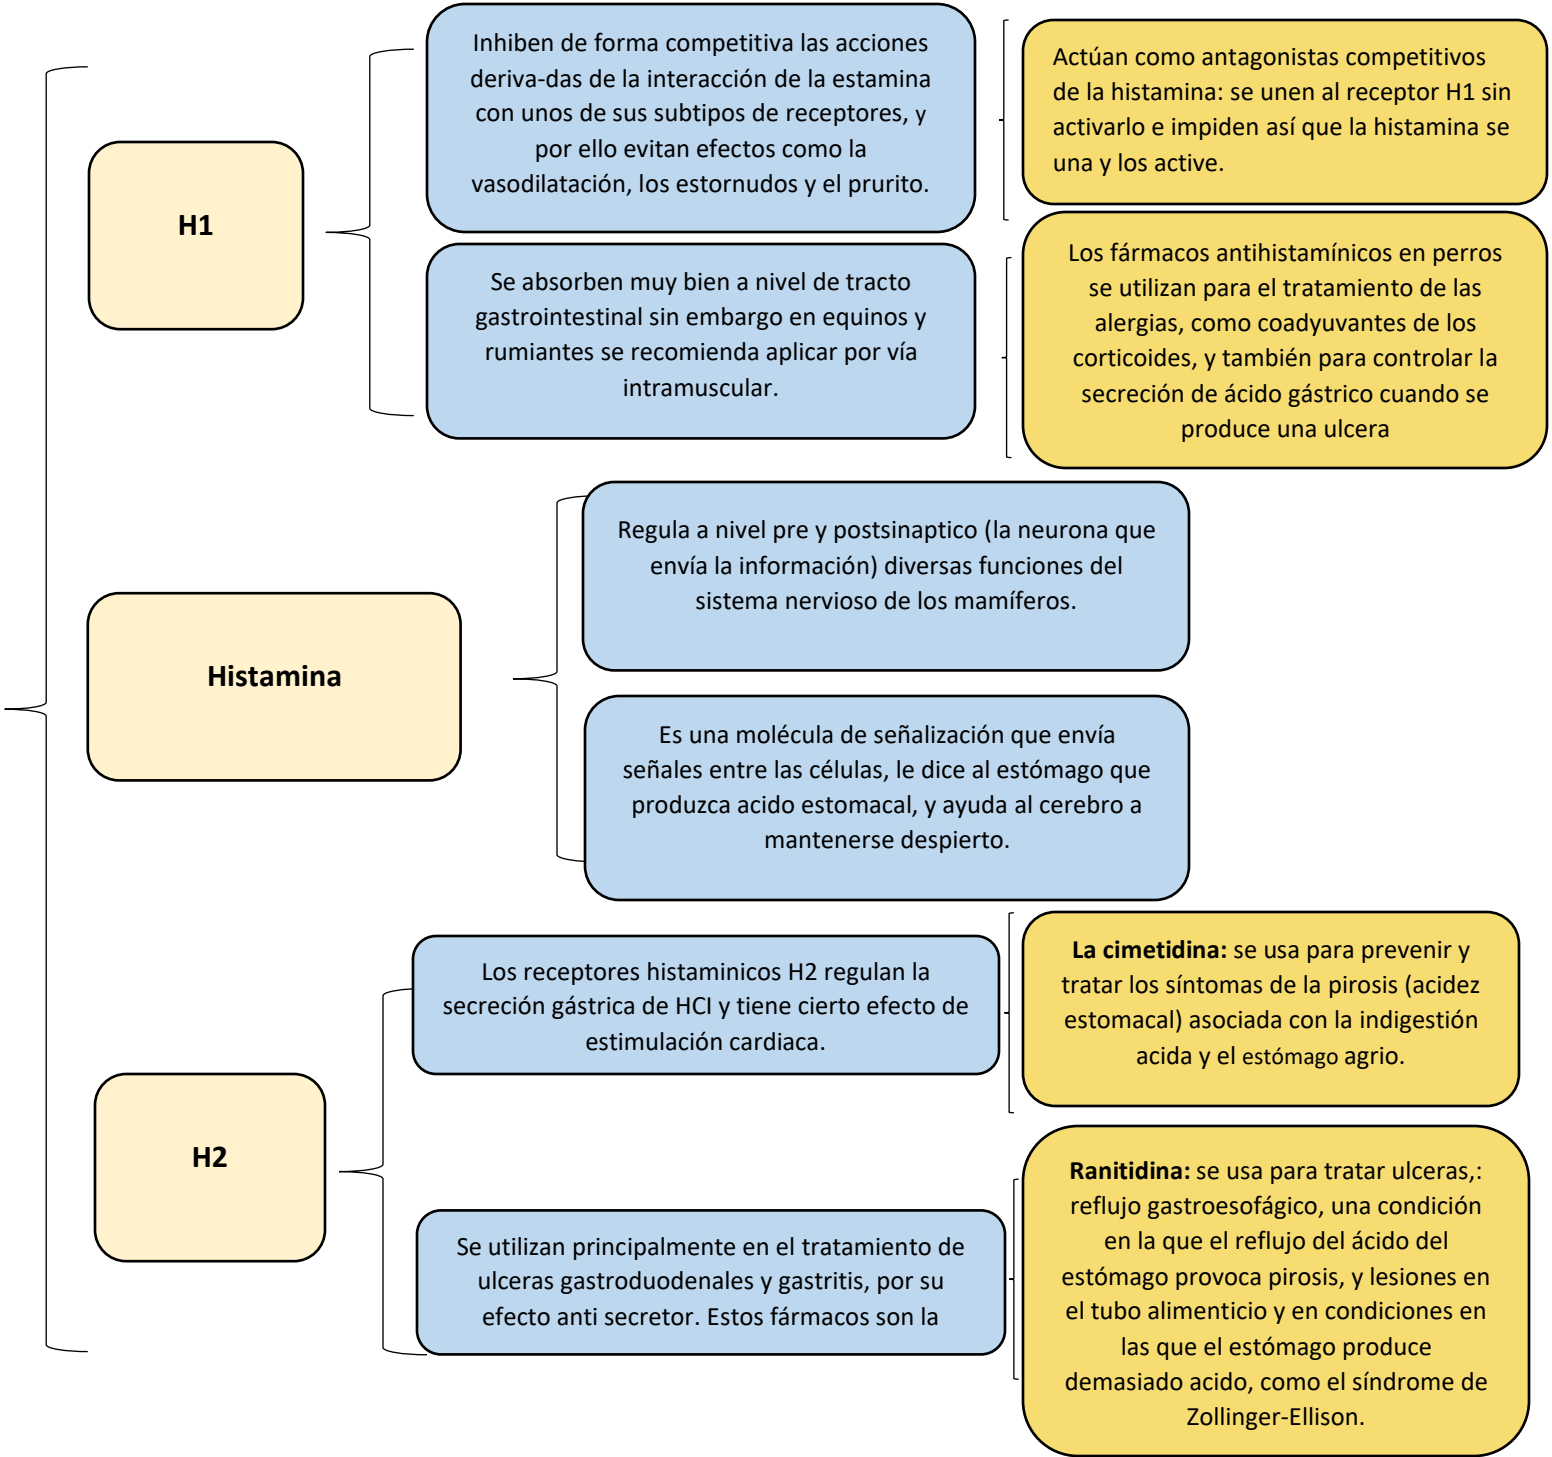 H1
Inhiben de forma competitiva las acciones
deriva-das de la interacción de la estamina
con unos de sus subtipos de receptores, y
por ello evitan efectos como la
vasodilatación, los estornudos y el prurito.
Actúan como antagonistas competitivos
de la histamina: se unen al receptor H1 sin
activarlo e impiden así que la histamina se
una y los active.
Se absorben muy bien a nivel de tracto
gastrointestinal sin embargo en equinos y
rumiantes se recomienda aplicar por vía
intramuscular.
Los fármacos antihistamínicos en perros
se utilizan para el tratamiento de las
alergias, como coadyuvantes de los
corticoides, y también para controlar la
secreción de ácido gástrico cuando se
produce una ulcera
Histamina
Regula a nivel pre y postsinaptico (la neurona que
envía la información) diversas funciones del
sistema nervioso de los mamíferos.
Es una molécula de señalización que envía
señales entre las células, le dice al estómago que
produzca acido estomacal, y ayuda al cerebro a
mantenerse despierto.
H2
Los receptores histaminicos H2 regulan la
secreción gástrica de HCI y tiene cierto efecto de
estimulación cardiaca.
La cimetidina: se usa para prevenir y
tratar los síntomas de la pirosis (acidez
estomacal) asociada con la indigestión
acida y el estómago agrio.
Se utilizan principalmente en el tratamiento de
ulceras gastroduodenales y gastritis, por su
efecto anti secretor. Estos fármacos son la
Ranitidina: se usa para tratar ulceras,:
reflujo gastroesofágico, una condición
en la que el reflujo del ácido del
estómago provoca pirosis, y lesiones en
el tubo alimenticio y en condiciones en
las que el estómago produce
demasiado acido, como el síndrome de
Zollinger-Ellison.